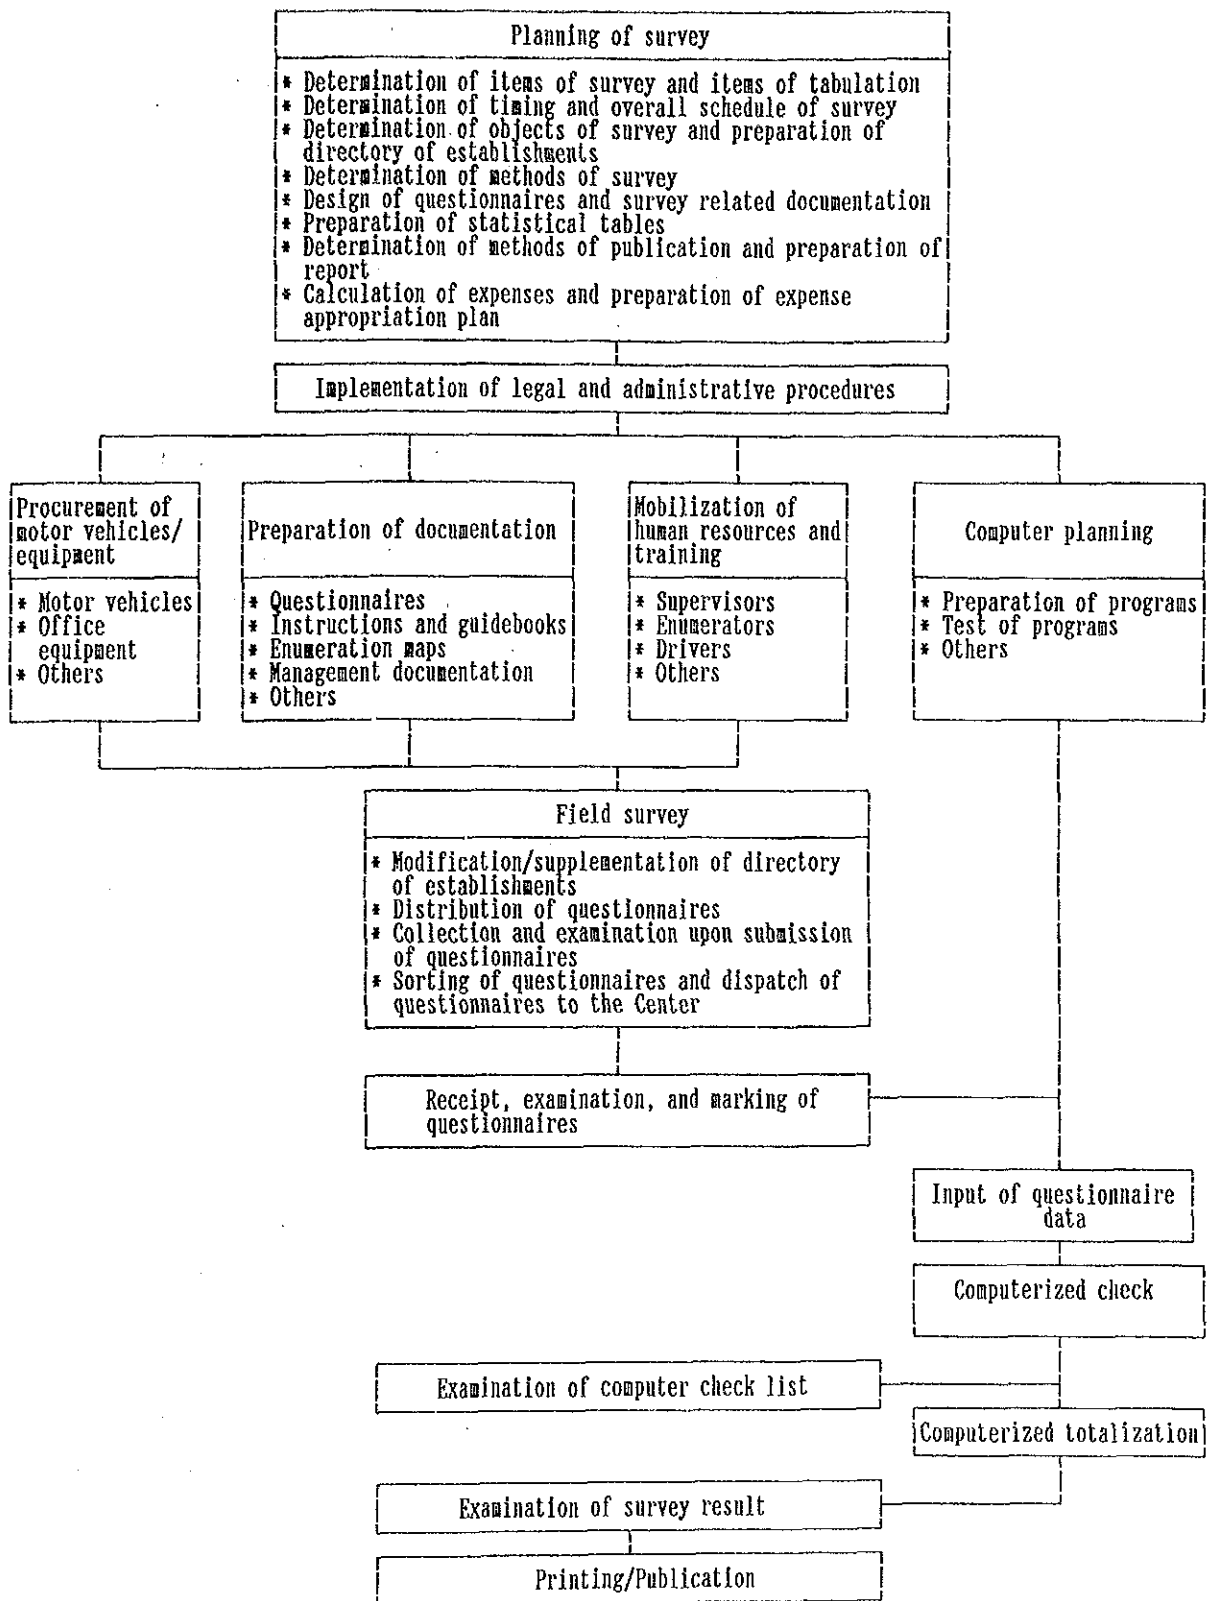 Planning of survey
* Determination of items of survey and items of tabulation
* Determination of timing and overall schedule of survey
* Determination of objects of survey and preparation of
directory of establishments
* Determination of methods of survey
* Design of questionnaires and survey related documentation
* Preparation of statistical tables
* Determination of methods of publication and preparation of
report
* Calculation of expenses and preparation of expense
appropriation plan
Implementation of legal and administrative procedures
Procurement of
motor vehicles/
equipment
* Motor vehicles
* Office
equipment
* Others
Preparation of documentation
* Questionnaires
* Instructions and guidebooks
* Enumeration maps
* Management documentation
* Others
Mobilization of
human resources and
training
* Supervisors
* Enumerators
* Drivers
* Others
Computer planning
* Preparation of programs
* Test of programs
* Others
Field survey
* Modification/supplementation of directory
of establishments
* Distribution of questionnaires
* Collection and examination upon submission
of questionnaires
* Sorting of questionnaires and dispatch of
questionnaires to the Center
Receipt, examination, and marking of
questionnaires
Input of questionnaire
data
Computerized check
Examination of computer check list
Computerized totalization
Examination of survey result
Printing/Publication